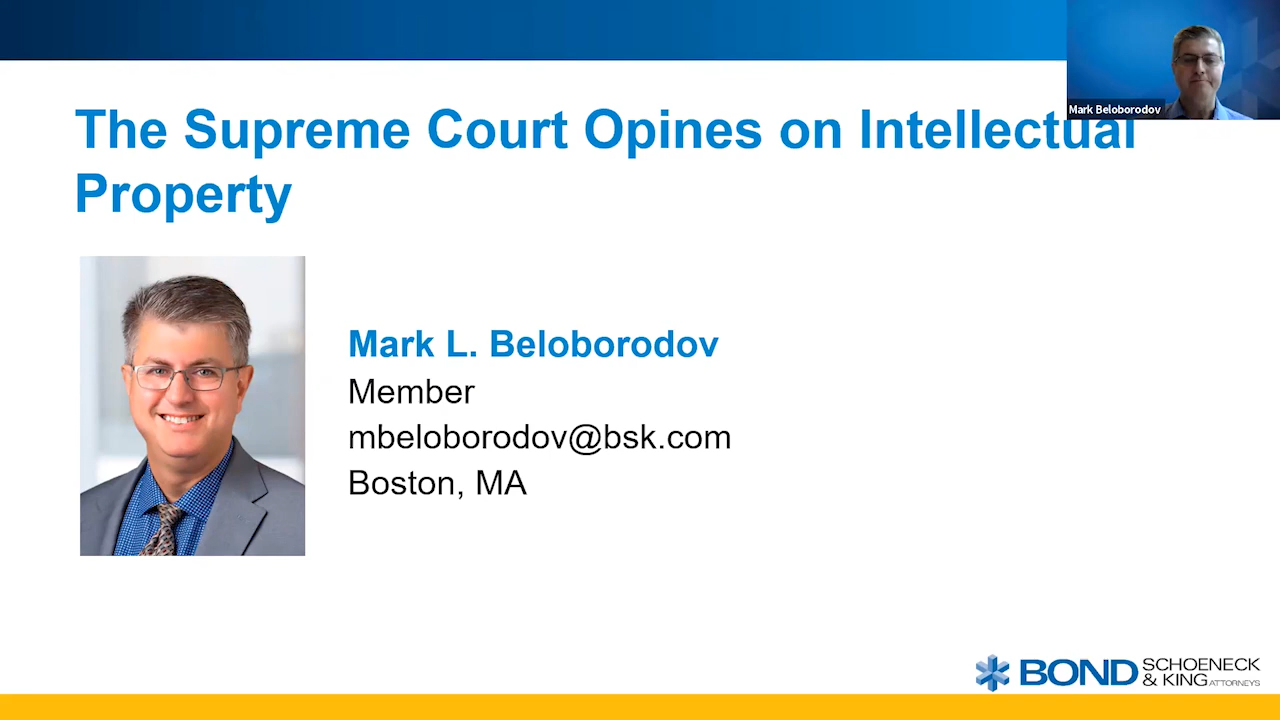 Mark Beloborodov
The Supreme Court Opines on Intellectual
Property
Mark L. Beloborodov
Member
mbeloborodov@bsk.com
Boston, MA
BOND SCHOENECK
& KING ATTORNEYS